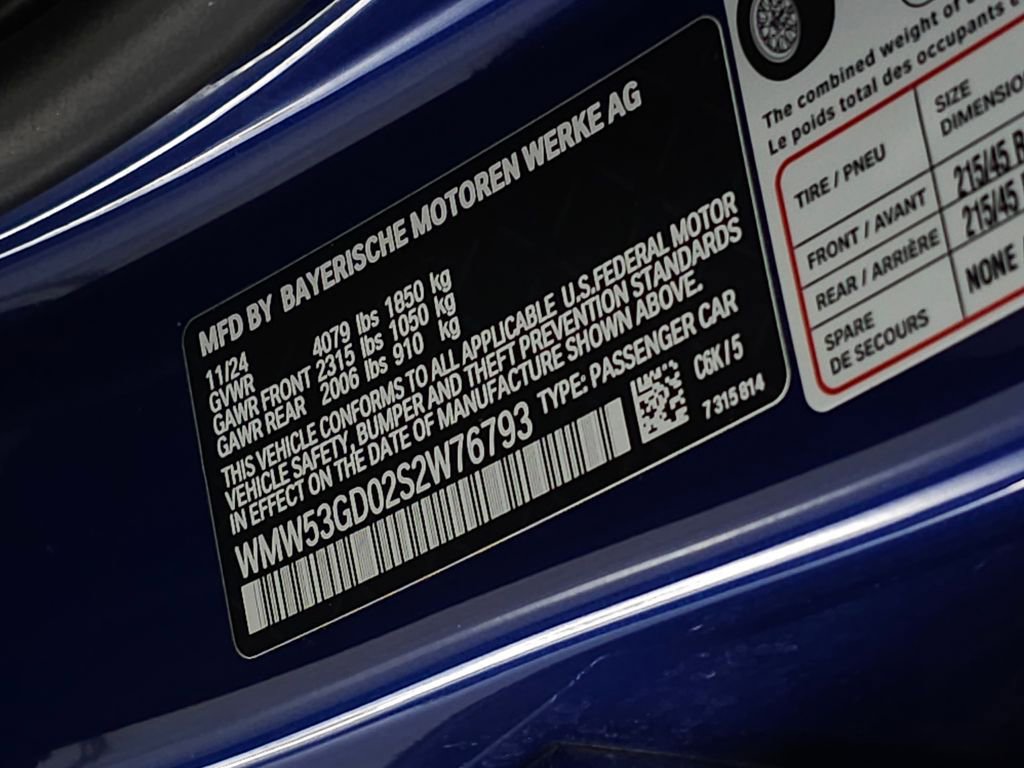 MFD BY BAYERISCHE MOTOREN WERKE AG
11/24
GVWR 4079 lbs 1850 kg
GAWR FRONT 2315 lbs 1050 kg
GAWR REAR 2006 lbs 910 kg
THIS VEHICLE CONFORMS TO ALL APPLICABLE U.S.FEDERAL MOTOR
VEHICLE SAFETY, BUMPER AND THEFT PREVENTION STANDARDS
IN EFFECT ON THE DATE OF MANUFACTURE SHOWN ABOVE.
WMW53GD02S2W76793 TYPE: PASSENGER CAR
C6K/5
7315814
The combined weight of
Le poids total des occupants
TIRE / PNEU
SIZE
DIMENSIO
FRONT / AVANT 215/45 R
REAR / ARRIÈRE 215/45
SPARE
DE SECOURS
NONE